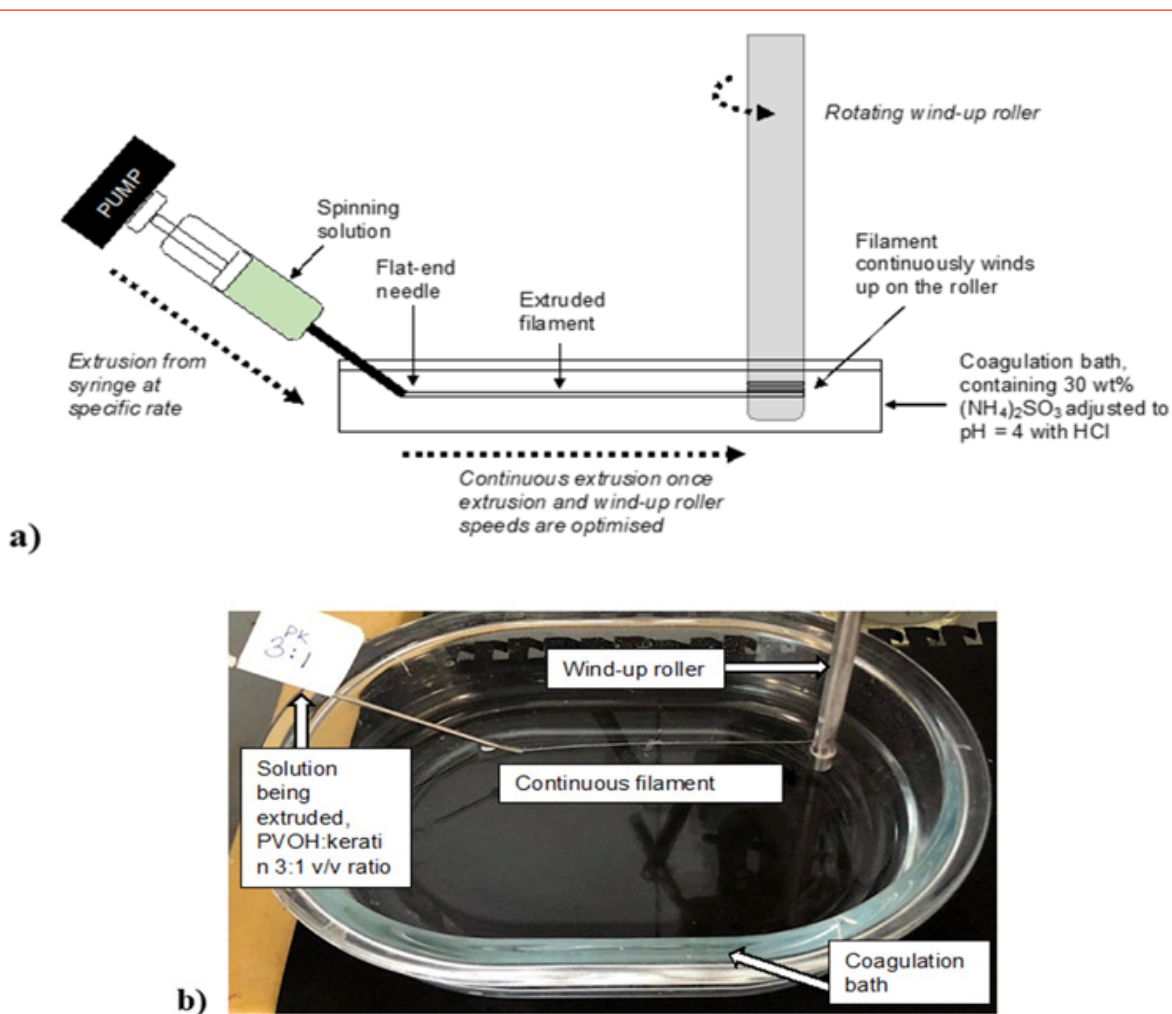 PUMP
Spinning
solution
Flat-end
needle
Extruded
filament
Rotating wind-up roller
Filament
continuously winds
up on the roller
Extrusion from
syringe at
specific rate
Coagulation bath,
containing 30 wt%
(NH₄)₂SO₃ adjusted to
pH = 4 with HCl
Continuous extrusion once
extrusion and wind-up roller
speeds are optimised
a)
PK
3:1
Wind-up roller
Solution
being
extruded,
PVOH:kerati
n 3:1 v/v ratio
Continuous filament
Coagulation
bath
b)